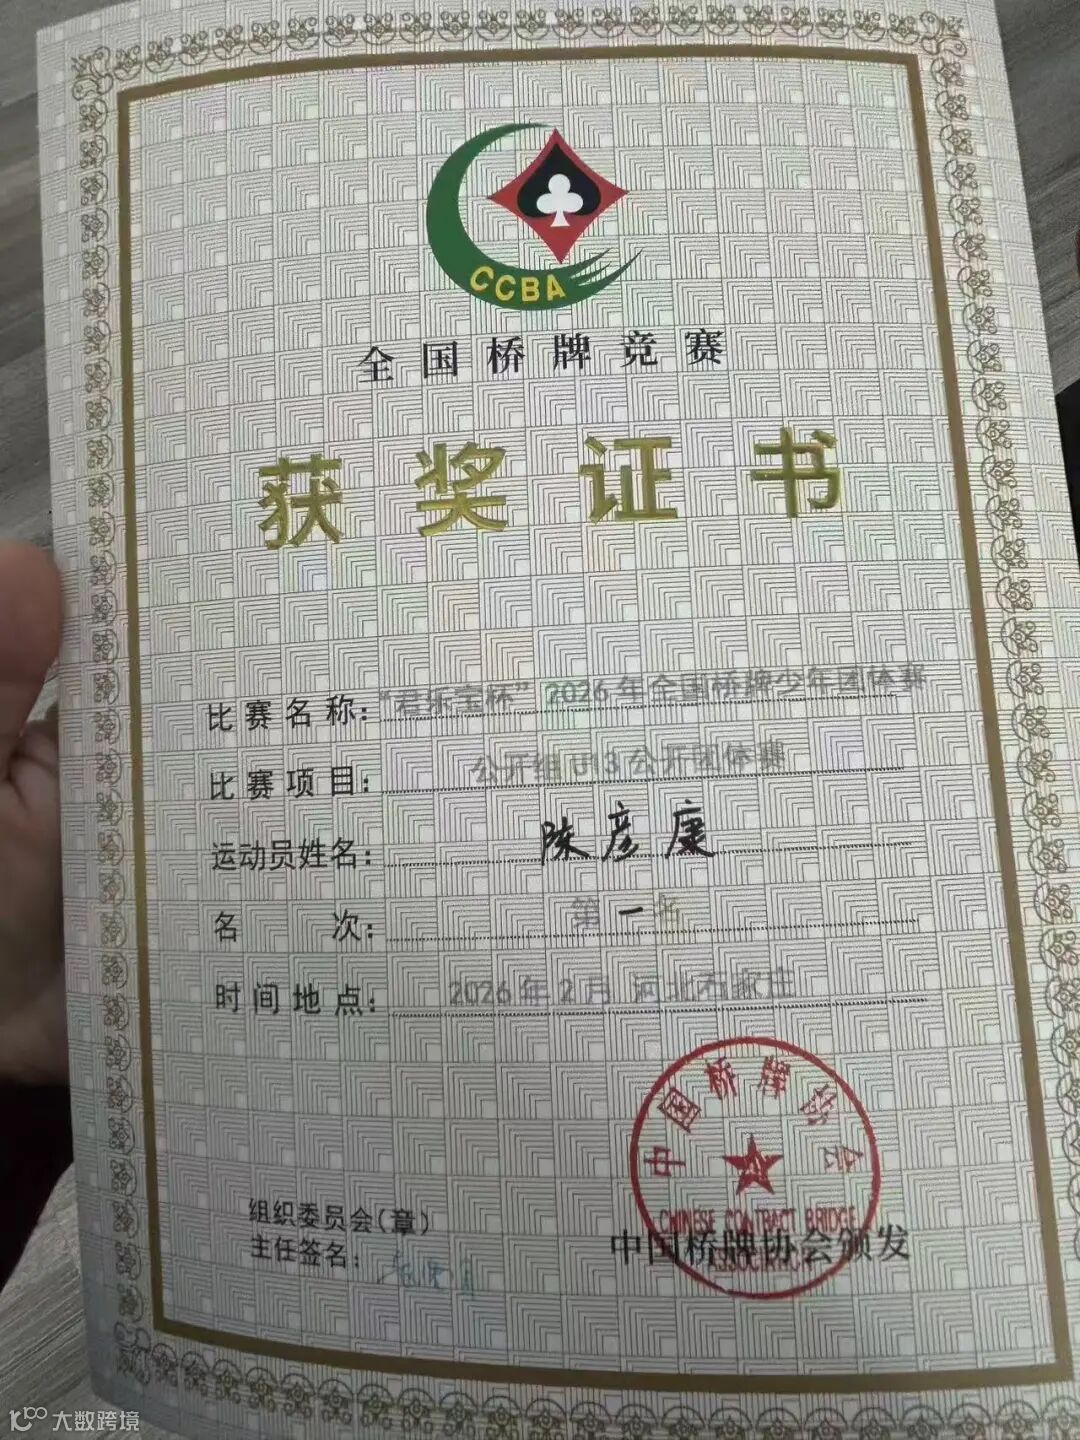 CCBA
全国桥牌竞赛
获奖证书
比赛名称：“君乐宝杯”2026年全国桥牌少年团体赛
比赛项目：公开组U13公开团体赛
运动员姓名：陈彦康
名次：第一名
时间地点：2026年2月 河北石家庄
中国桥牌协会
CHINESE CONTRACT BRIDGE
组织委员会（章）
主任签名：
中国桥牌协会颁发
大数跨境